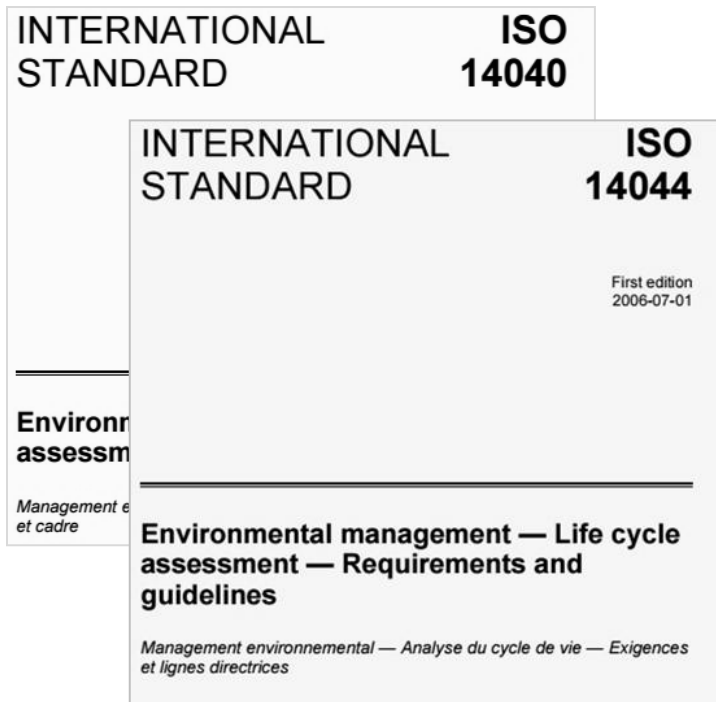 INTERNATIONAL ISO
STANDARD 14040
Environ
assessm
Management e
et cadre
INTERNATIONAL ISO
STANDARD 14044
First edition
2006-07-01
Environmental management — Life cycle
assessment — Requirements and
guidelines
Management environnemental — Analyse du cycle de vie — Exigences
et lignes directrices